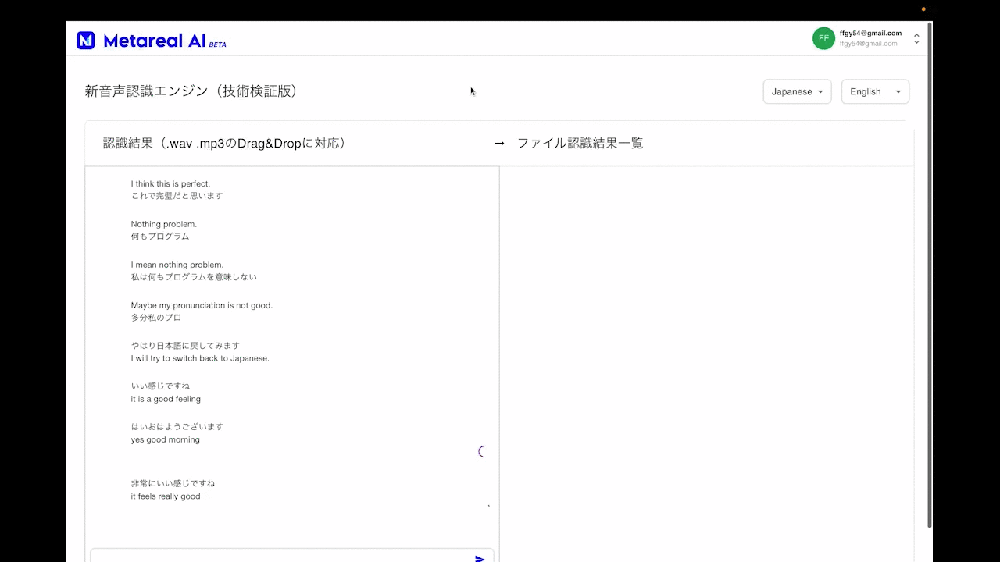 Metareal AI BETA
FF
ffgy54@gmail.com
ffgy54@gmail.com
新音声認識エンジン（技術検証版）
Japanese
English
認識結果（.wav .mp3のDrag&Dropに対応）
→ ファイル認識結果一覧
I think this is perfect.
これで完璧だと思います
Nothing problem.
何もプログラム
I mean nothing problem.
私は何もプログラムを意味しない
Maybe my pronunciation is not good.
多分私のプロ
やはり日本語に戻してみます
I will try to switch back to Japanese.
いい感じですね
it is a good feeling
はいおはようございます
yes good morning
非常にいい感じですね
it feels really good